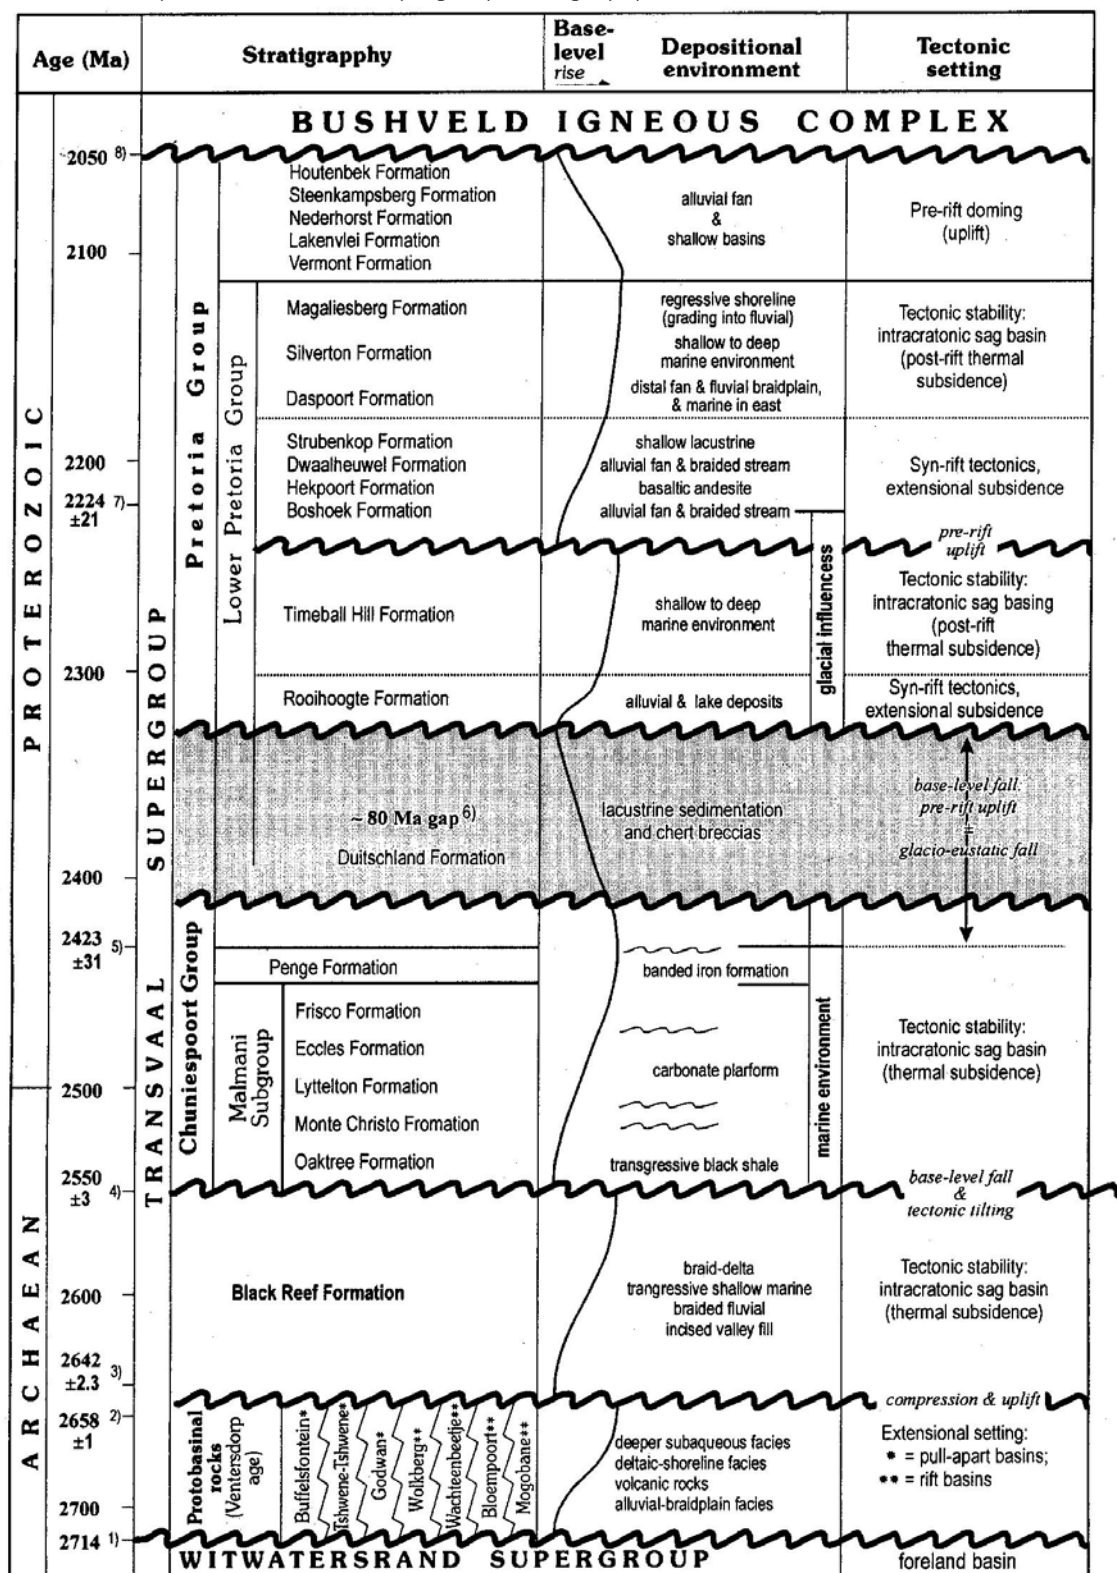 Age (Ma)
Stratigrapphy
Base-
level
rise
Depositional
environment
Tectonic
setting
BUSHVELD IGNEOUS COMPLEX
PROTEROZOIC
ARCHAEAN
2050 8)
2100
2200
2224 7)
±21
2300
2400
2423 5)
±31
2500
2550 4)
±3
2600
2642 3)
±2.3
2658 2)
±1
2700
2714 1)
TRANSVAAL SUPERGROUP
Pretoria Group
Lower Pretoria Group
Houtenbek Formation
Steenkampsberg Formation
Nederhorst Formation
Lakenvlei Formation
Vermont Formation
alluvial fan
&
shallow basins
Pre-rift doming
(uplift)
Magaliesberg Formation
Silverton Formation
Daspoort Formation
regressive shoreline
(grading into fluvial)
shallow to deep
marine environment
distal fan & fluvial braidplain,
& marine in east
Tectonic stability:
intracratonic sag basin
(post-rift thermal
subsidence)
Strubenkop Formation
Dwaalheuwel Formation
Hekpoort Formation
Boshoek Formation
shallow lacustrine
alluvial fan & braided stream
basaltic andesite
alluvial fan & braided stream
Syn-rift tectonics,
extensional subsidence
pre-rift
uplift
Timeball Hill Formation
shallow to deep
marine environment
glacial influencess
Tectonic stability:
intracratonic sag basing
(post-rift
thermal subsidence)
Rooihoogte Formation
alluvial & lake deposits
Syn-rift tectonics,
extensional subsidence
~ 80 Ma gap 6)
Duitschland Formation
lacustrine sedimentation
and chert breccias
base-level fall:
pre-rift uplift
=
glacio-eustatic fall
Chuniespoort Group
Penge Formation
banded iron formation
Malmani
Subgroup
Frisco Formation
Eccles Formation
Lyttelton Formation
Monte Christo Fromation
Oaktree Formation
carbonate plarform
transgressive black shale
marine environment
Tectonic stability:
intracratonic sag basin
(thermal subsidence)
base-level fall
&
tectonic tilting
Black Reef Formation
braid-delta
trangressive shallow marine
braided fluvial
incised valley fill
Tectonic stability:
intracratonic sag basin
(thermal subsidence)
compression & uplift
Protobasinal
rocks
(Ventersdorp
age)
Buffelsfontein*
Tshwene-Tshwene*
Godwan*
Wolkberg**
Wachteenbeetje**
Bloempoort**
Mogobane**
deeper subaqueous facies
deltaic-shoreline facies
volcanic rocks
alluvial-braidplain facies
Extensional setting:
* = pull-apart basins;
** = rift basins
WITWATERSRAND SUPERGROUP
foreland basin